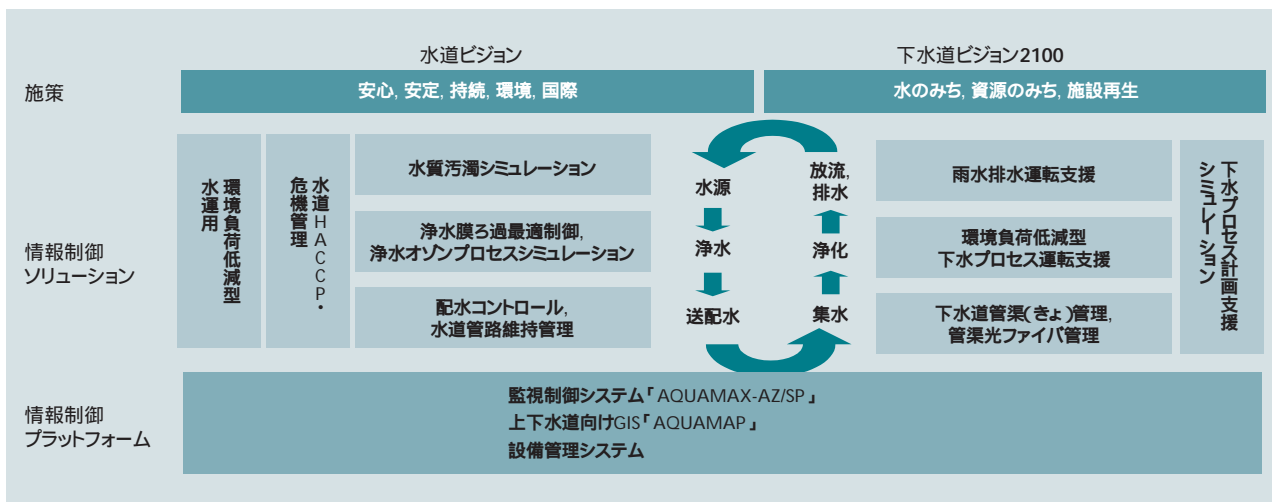 水道ビジョン
下水道ビジョン2100
施策
安心, 安定, 持続, 環境, 国際
水のみち, 資源のみち, 施設再生
情報制御
ソリューション
環境負荷低減型
水運用
水道HACCP・
危機管理
水質汚濁シミュレーション
浄水膜ろ過最適制御,
浄水オゾンプロセスシミュレーション
配水コントロール,
水道管路維持管理
水源
浄水
送配水
放流,
排水
浄化
集水
雨水排水運転支援
環境負荷低減型
下水プロセス運転支援
下水道管渠(きょ)管理,
管渠光ファイバ管理
下水プロセス計画支援
シミュレーション
情報制御
プラットフォーム
監視制御システム「AQUAMAX-AZ/SP」
上下水道向けGIS「AQUAMAP」
設備管理システム